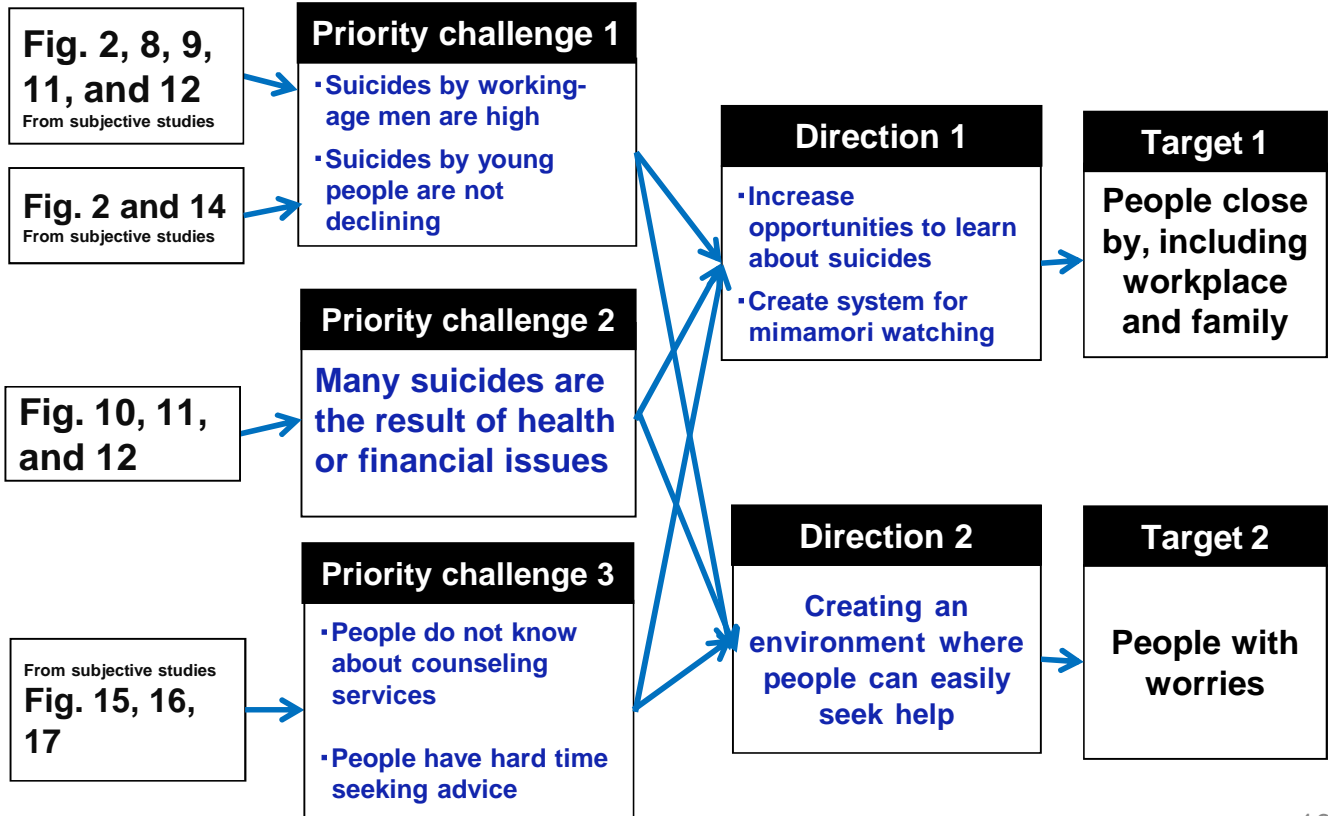 Fig. 2, 8, 9,
11, and 12
From subjective studies
Fig. 2 and 14
From subjective studies
Fig. 10, 11,
and 12
From subjective studies
Fig. 15, 16,
17
Priority challenge 1
▪Suicides by working-
age men are high
▪Suicides by young
people are not
declining
Priority challenge 2
Many suicides are
the result of health
or financial issues
Priority challenge 3
▪People do not know
about counseling
services
▪People have hard time
seeking advice
Direction 1
▪Increase
opportunities to learn
about suicides
▪Create system for
mimamori watching
Direction 2
Creating an
environment where
people can easily
seek help
Target 1
People close
by, including
workplace
and family
Target 2
People with
worries